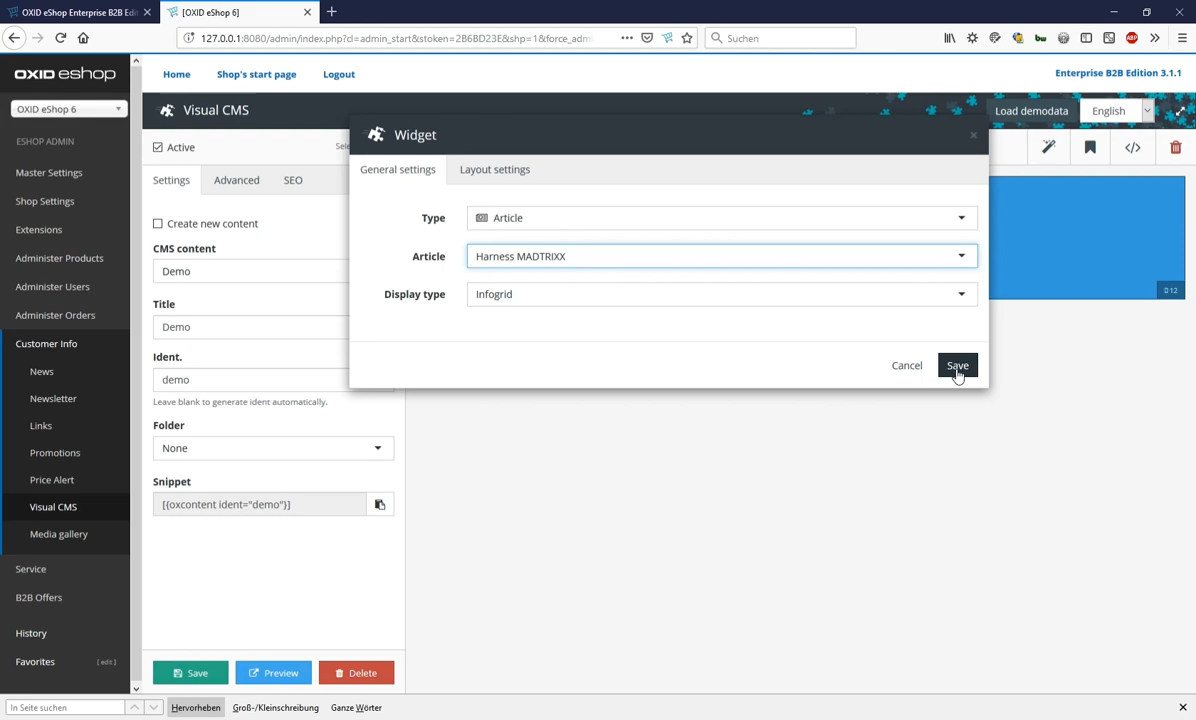 OXID eShop Enterprise B2B Edi
[OXID eShop 6]
127.0.0.1:8080/admin/index.php?cl=admin_start&stoken=2B6BD23E&shp=1&force_adm
Suchen
OXID eshop
Home
Shop's start page
Logout
Enterprise B2B Edition 3.1.1
OXID eShop 6
Visual CMS
Load demodata
English
Widget
ESHOP ADMIN
Active
Sele
General settings
Layout settings
Master Settings
Settings
Advanced
SEO
Shop Settings
Type
Article
Extensions
Create new content
CMS content
Article
Harness MADTRIXX
Administer Products
Demo
Administer Users
Display type
Infogrid
12
Title
Administer Orders
Demo
Customer Info
Ident.
Cancel
Save
News
demo
Newsletter
Leave blank to generate ident automatically.
Links
Folder
Promotions
None
Price Alert
Snippet
Visual CMS
[{oxcontent ident="demo"}]
Media gallery
Service
B2B Offers
History
Favorites
[edit]
Save
Preview
Delete
In Seite suchen
Hervorheben
Groß-/Kleinschreibung
Ganze Wörter